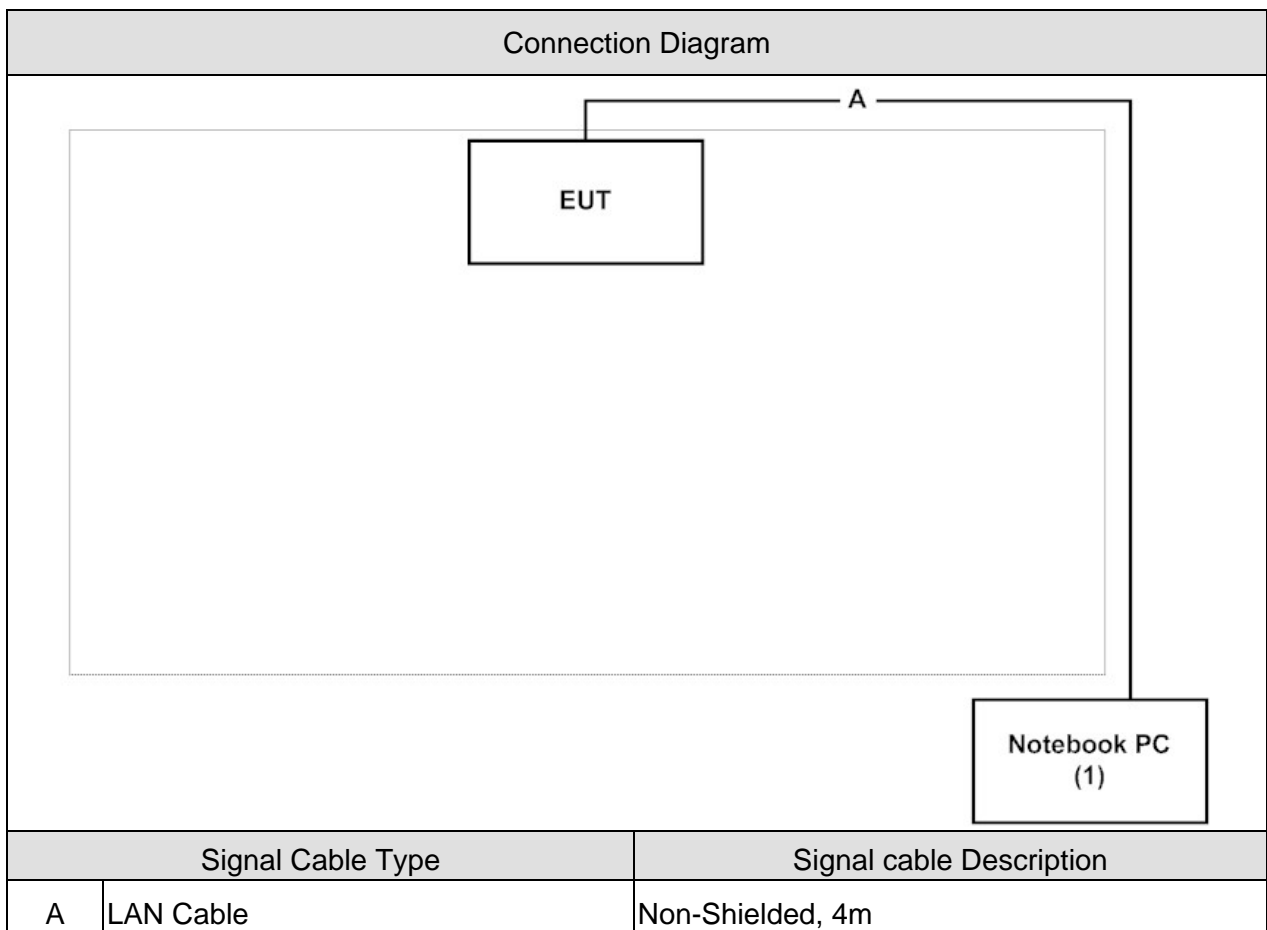 Connection Diagram
A
EUT
Notebook PC
(1)
Signal Cable Type Signal cable Description
A LAN Cable Non-Shielded, 4m